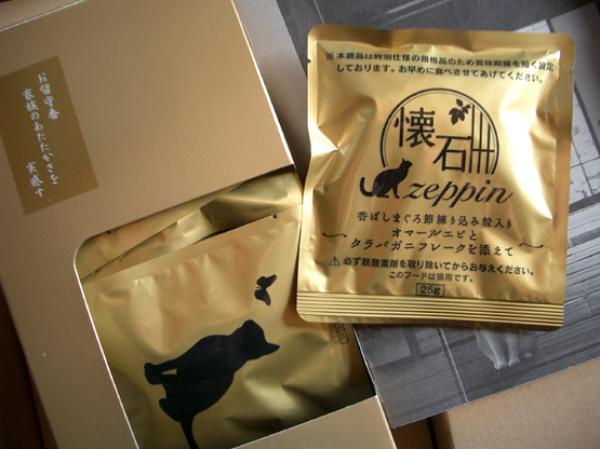 お留守番
家族のあたたかさを
実感す
※本商品は特別仕様の規格品のため賞味期限を短く設定
しております。お早めに食べさせてあげてください。
懐石
zeppin
香ばしまぐろ節練り込み粒入り
オマールエビと
タラバガニフレークを添えて
⚠必ず脱酸素剤を取り除いてからお与えください。
このフードは猫用です。
25g